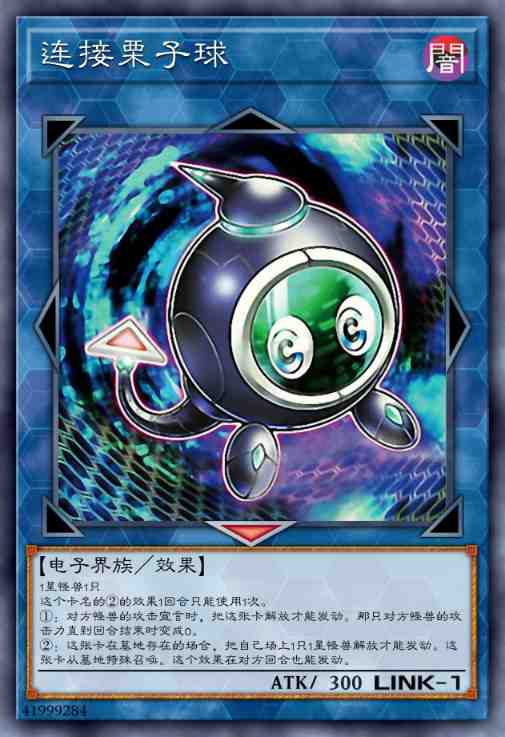 连接栗子球
闇
【电子界族／效果】
1星怪兽1只
这个卡名的②的效果1回合只能使用1次。
①：对方怪兽的攻击宣言时，把这张卡解放才能发动。那只对方怪兽的攻
击力直到回合结束时变成0。
②：这张卡在墓地存在的场合，把自己场上1只1星怪兽解放才能发动。这
张卡从墓地特殊召唤。这个效果在对方回合也能发动。
ATK/ 300 LINK-1
41999284